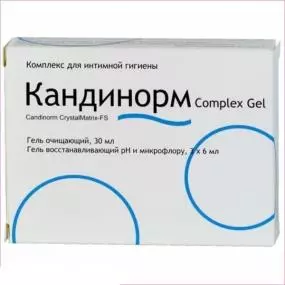 Комплекс для интимной гигиены
Кандинорм Complex Gel
Candinorm CrystalMatrix-FS
Гель очищающий, 30 мл
Гель восстанавливающий pH и микрофлору, 7 x 6 мл